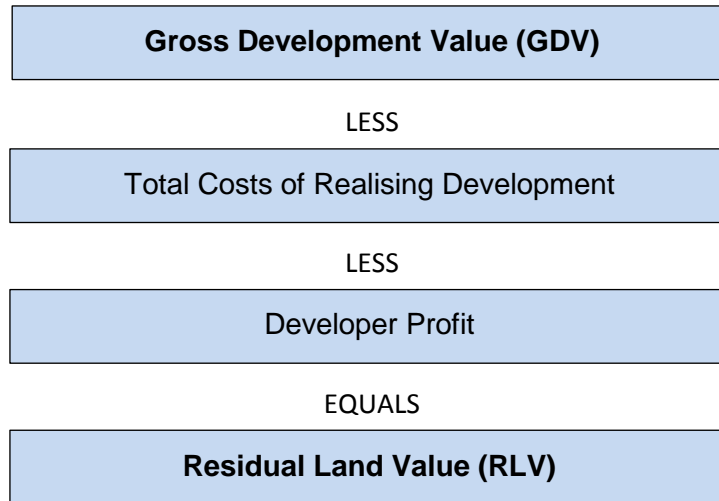 Gross Development Value (GDV)
LESS
Total Costs of Realising Development
LESS
Developer Profit
EQUALS
Residual Land Value (RLV)